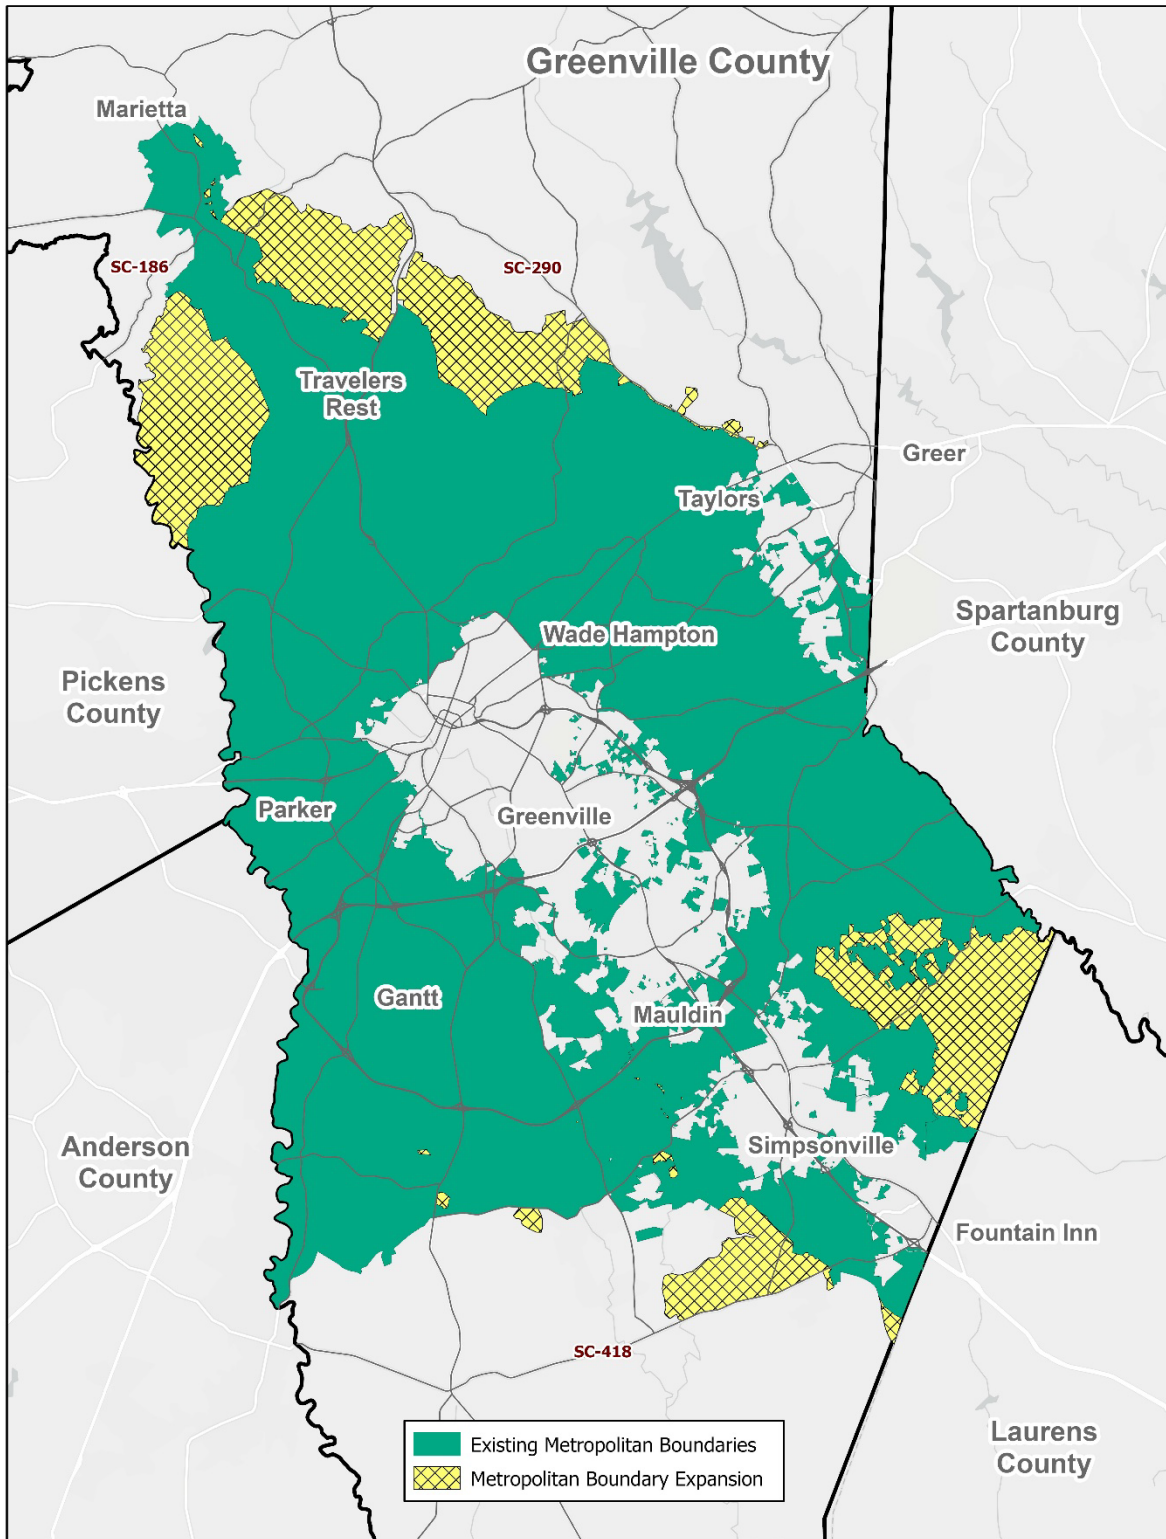 Greenville County
Marietta
SC-186
SC-290
Travelers
Rest
Greer
Taylors
Spartanburg
County
Wade Hampton
Pickens
County
Parker
Greenville
Gantt
Mauldin
Anderson
County
Simpsonville
Fountain Inn
SC-418
Laurens
County
Existing Metropolitan Boundaries
Metropolitan Boundary Expansion